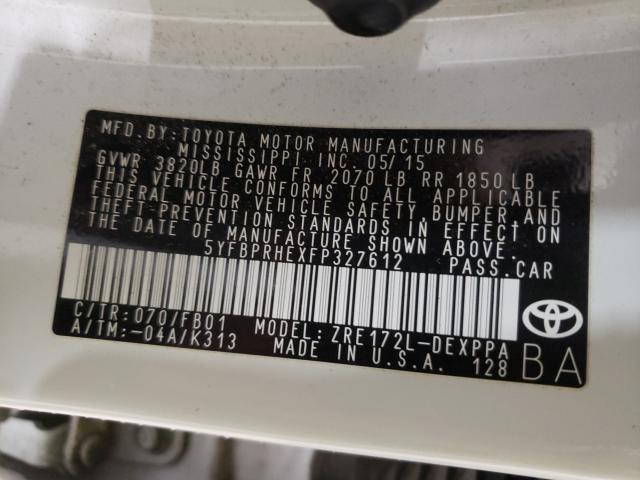 MFD.BY:TOYOTA MOTOR MANUFACTURING
MISSISSIPPI INC 05/15
GVWR 3820LB GAWR FR 2070 LB RR 1850 LB
THIS VEHICLE CONFORMS TO ALL APPLICABLE
FEDERAL MOTOR VEHICLE SAFETY, BUMPER, AND
THEFT-PREVENTION STANDARDS IN EFFECT ON
THE DATE OF MANUFACTURE SHOWN ABOVE.
5YFBPRHEXFP327612 PASS.CAR
C/TR:070/FB01 MODEL:ZRE172L-DEXPPA
A/TM:-04A/K313 MADE IN U.S.A. 128
BA